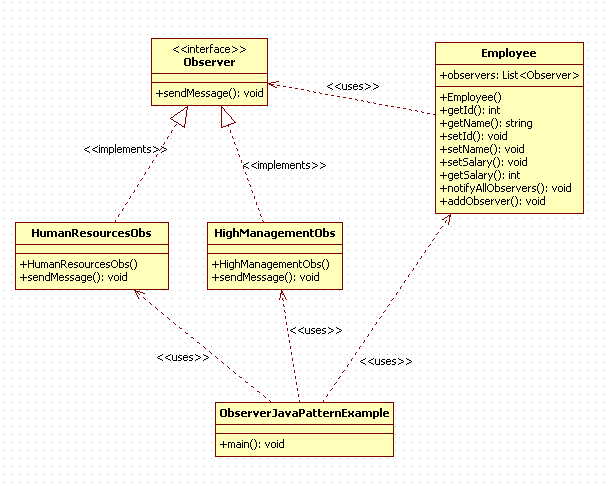 <<interface>>
Observer
+sendMessage(): void
Employee
+observers: List<Observer>
+Employee()
+getId(): int
+getName(): string
+setId(): void
+setName(): void
+setSalary(): void
+getSalary(): int
+notifyAllObservers(): void
+addObserver(): void
<<uses>>
<<implements>>
<<implements>>
HumanResourcesObs
+HumanResourcesObs()
+sendMessage(): void
HighManagementObs
+HighManagementObs()
+sendMessage(): void
<<uses>>
<<uses>>
<<uses>>
ObserverJavaPatternExample
+main(): void